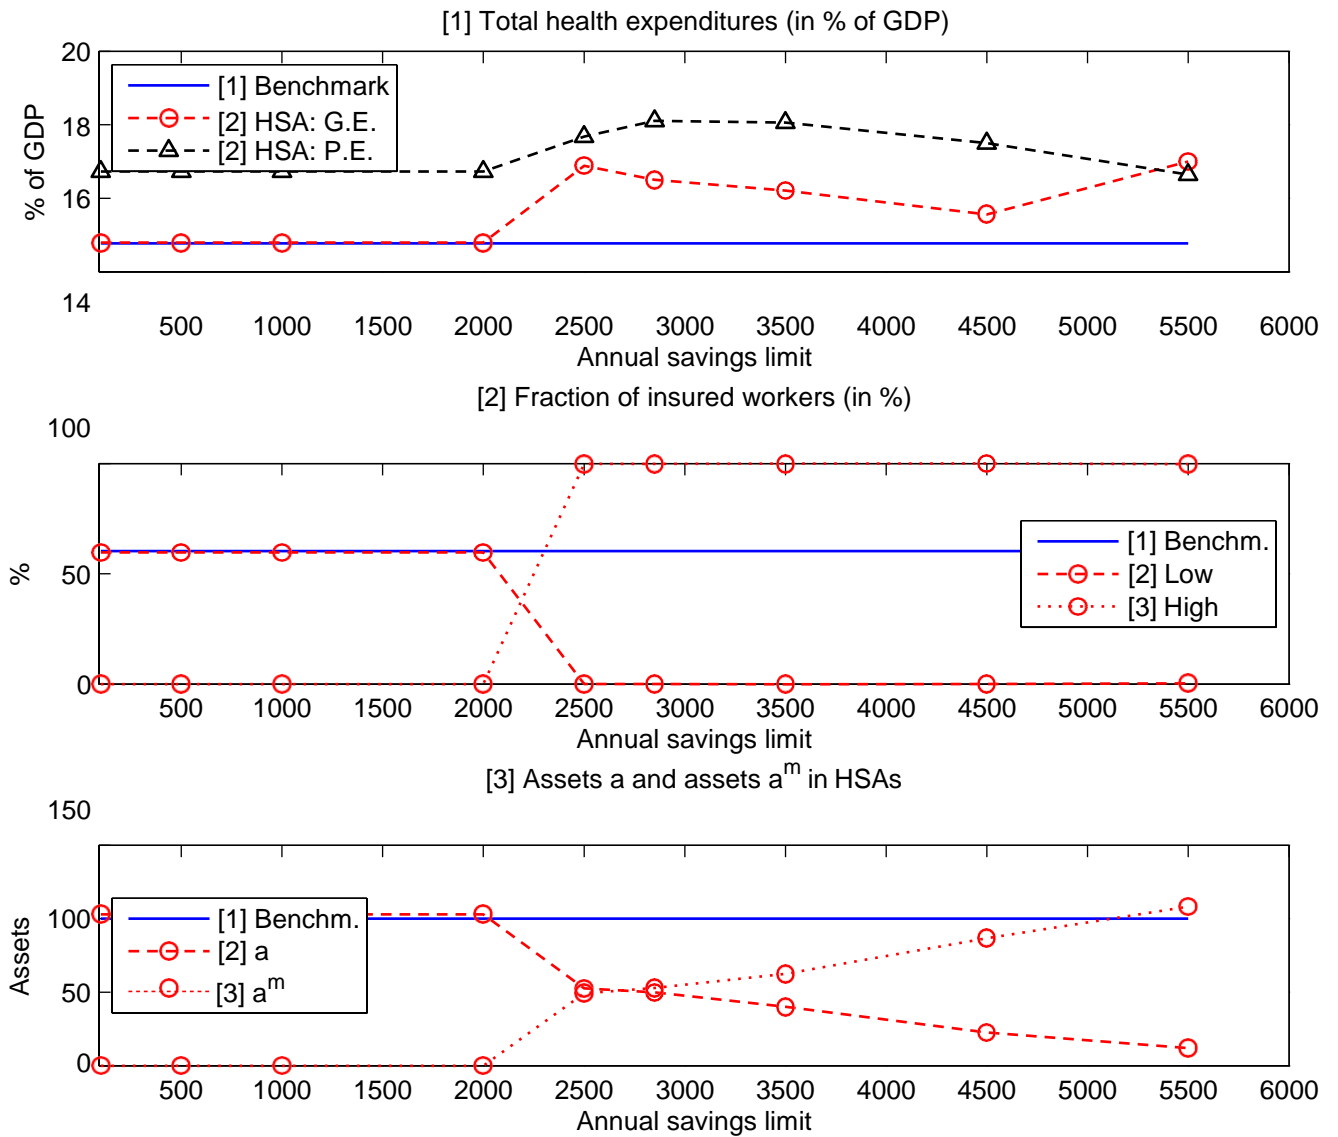 [1] Total health expenditures (in % of GDP)
20
18
16
14
% of GDP
[1] Benchmark
[2] HSA: G.E.
[2] HSA: P.E.
500 1000 1500 2000 2500 3000 3500 4000 4500 5000 5500 6000
Annual savings limit
[2] Fraction of insured workers (in %)
100
50
0
%
[1] Benchm.
[2] Low
[3] High
500 1000 1500 2000 2500 3000 3500 4000 4500 5000 5500 6000
Annual savings limit
[3] Assets a and assets a^m in HSAs
150
100
50
0
Assets
[1] Benchm.
[2] a
[3] a^m
500 1000 1500 2000 2500 3000 3500 4000 4500 5000 5500 6000
Annual savings limit